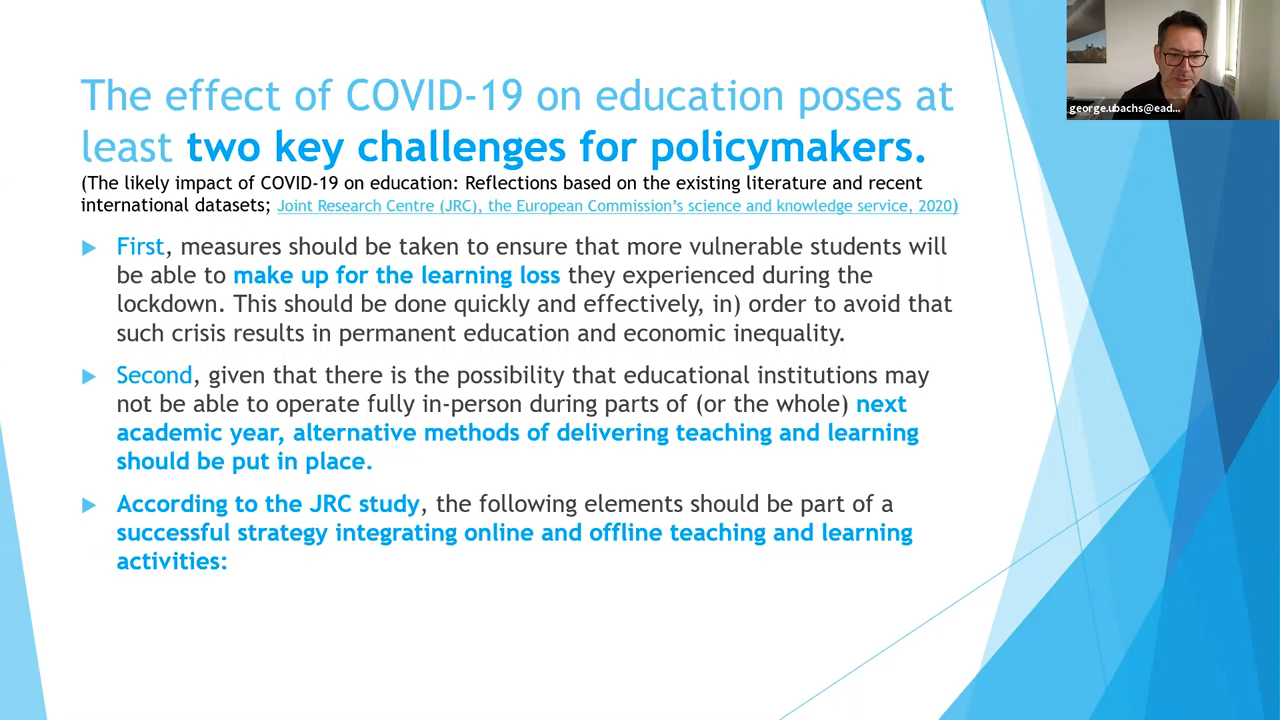 The effect of COVID-19 on education poses at
least two key challenges for policymakers.
(The likely impact of COVID-19 on education: Reflections based on the existing literature and recent
international datasets; Joint Research Centre (JRC), the European Commission’s science and knowledge service, 2020)
First, measures should be taken to ensure that more vulnerable students will
be able to make up for the learning loss they experienced during the
lockdown. This should be done quickly and effectively, in) order to avoid that
such crisis results in permanent education and economic inequality.
Second, given that there is the possibility that educational institutions may
not be able to operate fully in-person during parts of (or the whole) next
academic year, alternative methods of delivering teaching and learning
should be put in place.
According to the JRC study, the following elements should be part of a
successful strategy integrating online and offline teaching and learning
activities:
george.ubachs@ead...